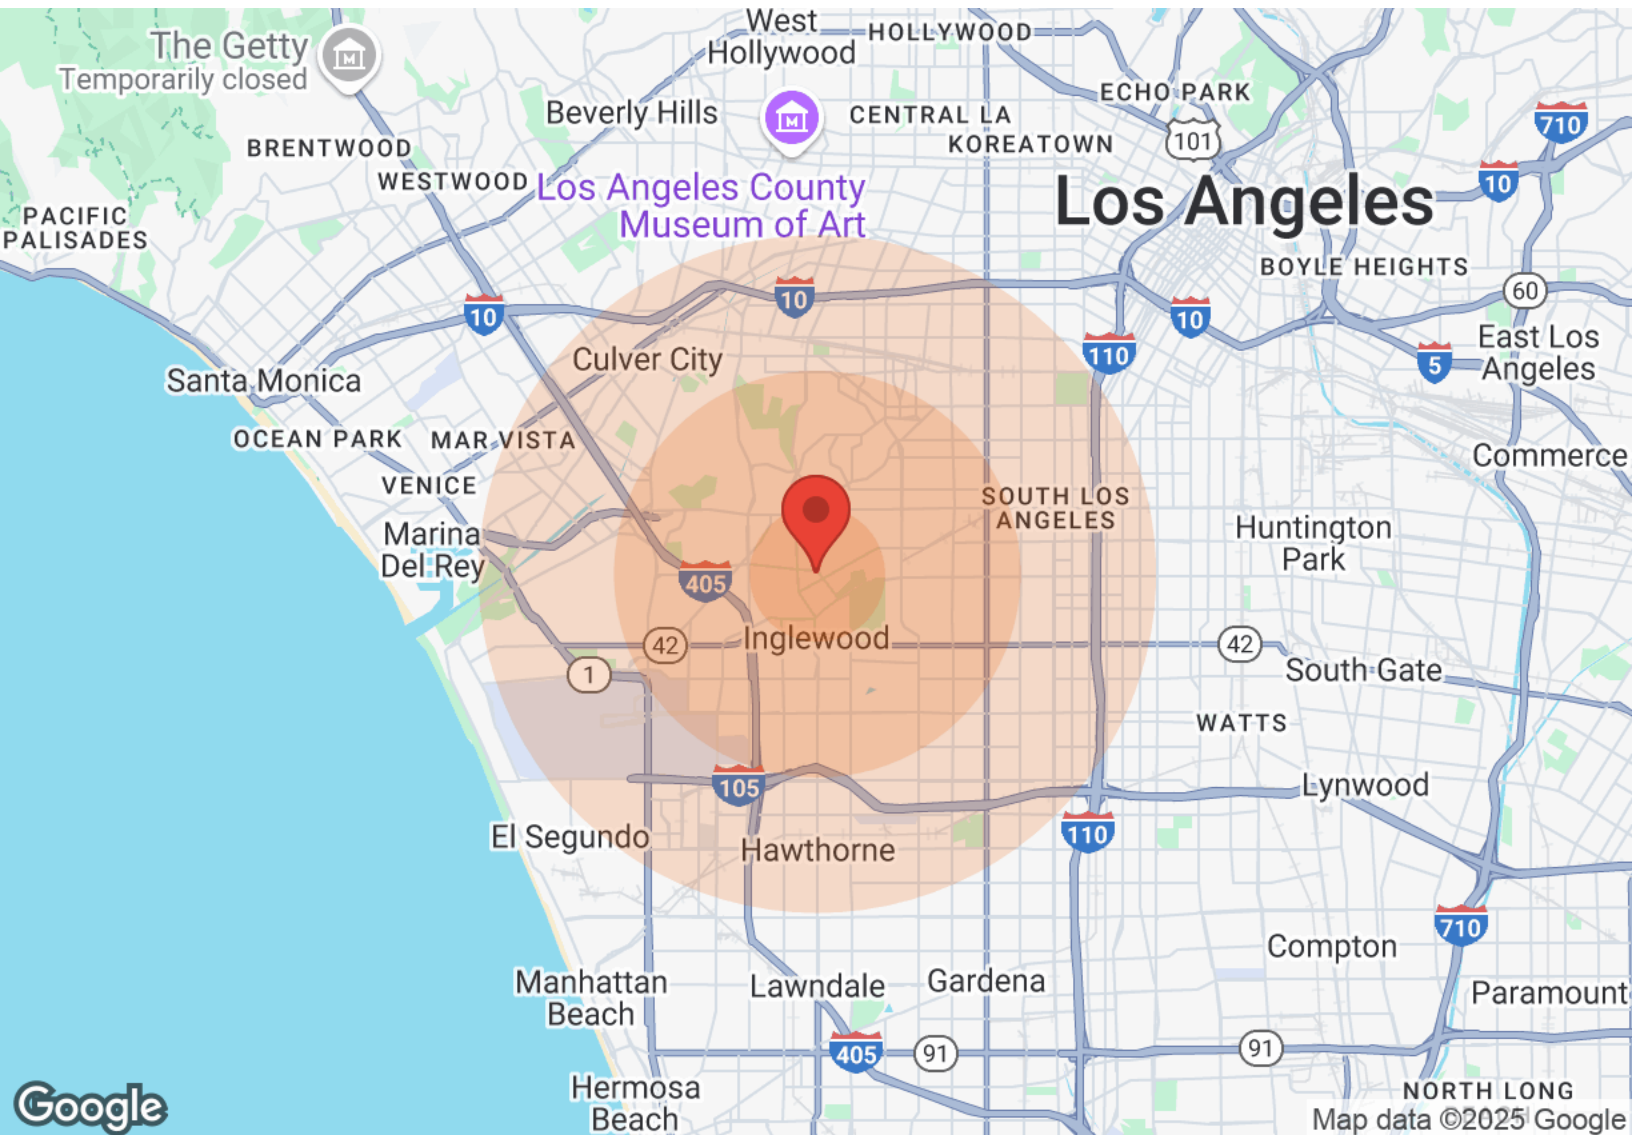 West
Hollywood
HOLLYWOOD
The Getty
Temporarily closed
M
ECHO PARK
Beverly Hills
M
CENTRAL LA
KOREATOWN
101
710
BRENTWOOD
WESTWOOD
Los Angeles County
Museum of Art
Los Angeles
10
PACIFIC
PALISADES
BOYLE HEIGHTS
60
10
10
10
110
East Los
Angeles
5
Culver City
Santa Monica
OCEAN PARK
MAR VISTA
VENICE
Commerce
SOUTH LOS
ANGELES
Huntington
Park
Marina
Del Rey
405
Inglewood
42
42
1
South Gate
WATTS
105
Lynwood
110
El Segundo
Hawthorne
710
Compton
Manhattan
Beach
Lawndale
Gardena
Paramount
405
91
91
Hermosa
Beach
NORTH LONG
Google
Map data ©2025 Google